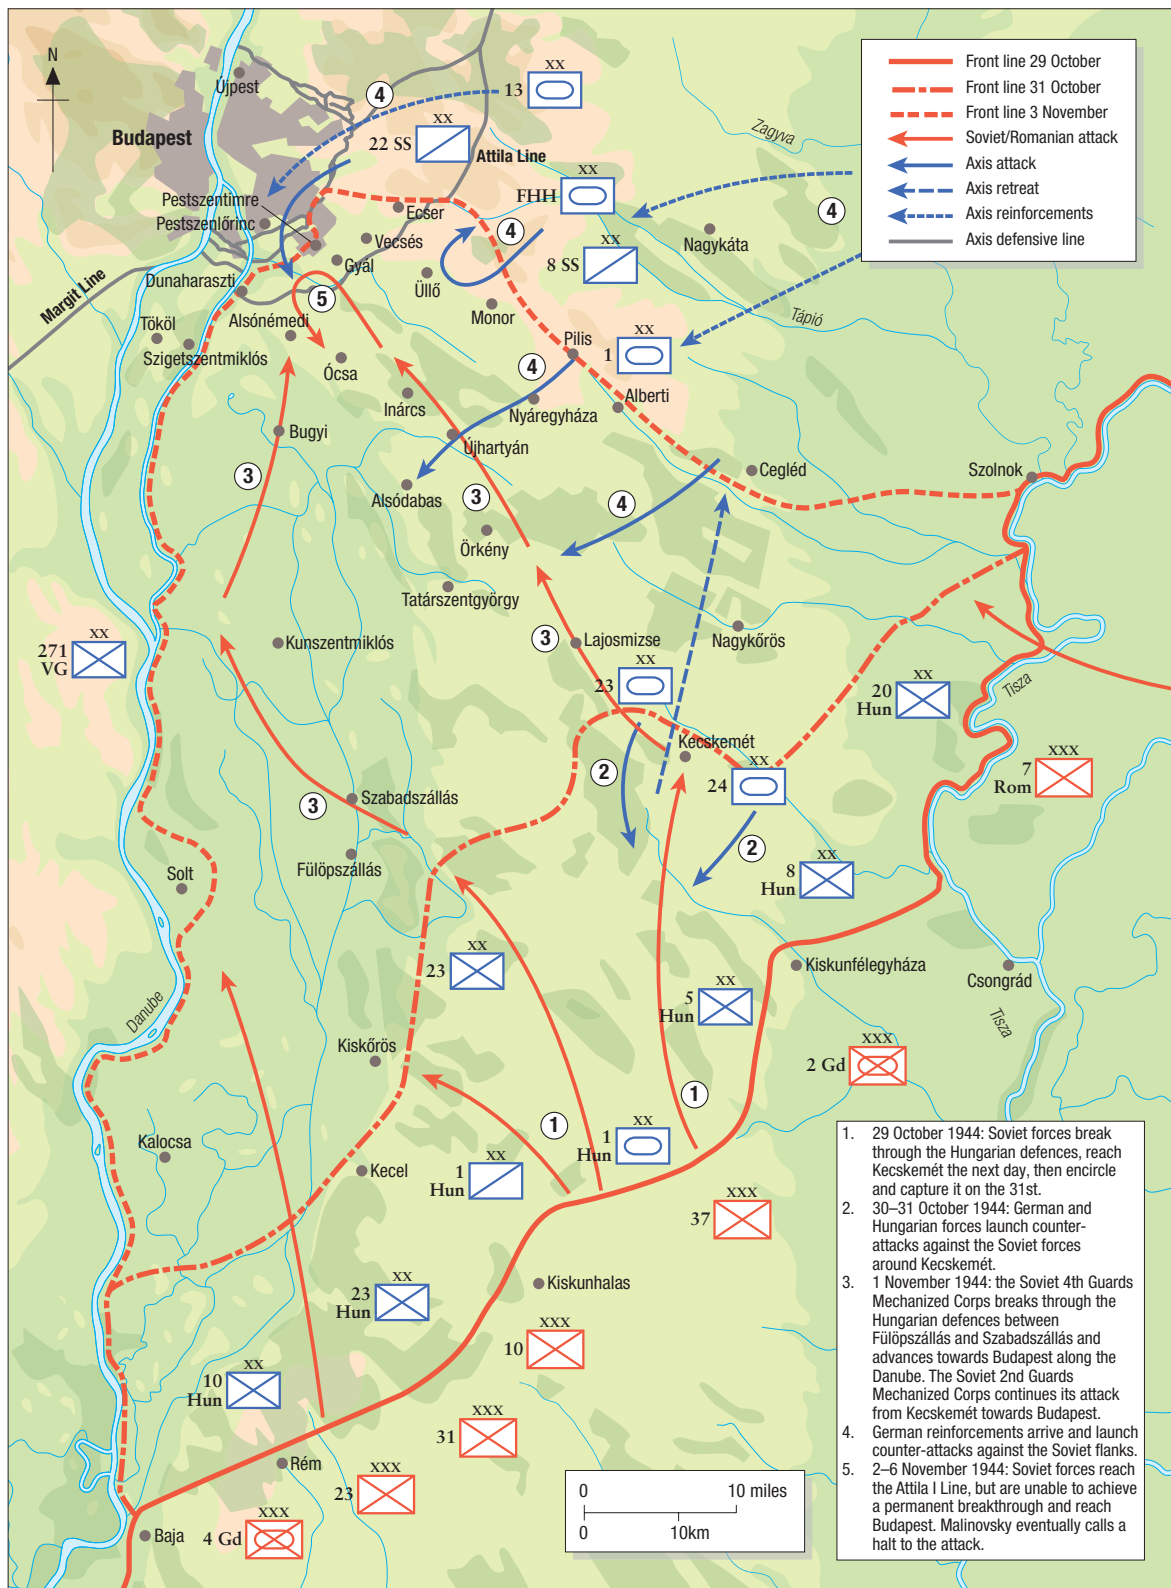 N
Front line 29 October
Front line 31 October
Front line 3 November
Soviet/Romanian attack
Axis attack
Axis retreat
Axis reinforcements
Axis defensive line
XX
13
4
Újpest
Budapest
XX
22 SS
Attila Line
Zagyva
XX
FHH
4
Pestszentimre
Pestszenlőrinc
Ecser
Vecsés
4
Nagykáta
XX
8 SS
Gyál
Üllő
Margit Line
Dunaharaszti
5
Monor
Tápió
Tököl
Alsónémedi
Szigetszentmiklós
Ócsa
Pilis
XX
1
4
Inárcs
Nyáregyháza
Alberti
Bugyi
Újhartyán
3
Cegléd
Szolnok
Alsódabas
3
4
Örkény
Tatárszentgyörgy
Kunszentmiklós
3
Lajosmizse
Nagykőrös
XX
271
VG
XX
23
XX
20
Hun
Tisza
Kecskemét
2
XX
24
XXX
7
Rom
3
Szabadszállás
Fülöpszállás
2
XX
8
Hun
Solt
XX
23
Kiskunfélegyháza
Csongrád
XX
5
Hun
Danube
Tisza
Kiskőrös
XXX
2 Gd
1
1
Kalocsa
XX
1
Hun
Kecel
XX
1
Hun
XXX
37
XX
23
Hun
Kiskunhalas
XXX
10
XX
10
Hun
XXX
31
Rém
XXX
23
Baja
XXX
4 Gd
0 10 miles
0 10km
1. 29 October 1944: Soviet forces break
through the Hungarian defences, reach
Kecskemét the next day, then encircle
and capture it on the 31st.
2. 30–31 October 1944: German and
Hungarian forces launch counter-
attacks against the Soviet forces
around Kecskemét.
3. 1 November 1944: the Soviet 4th Guards
Mechanized Corps breaks through the
Hungarian defences between
Fülöpszállás and Szabadszállás and
advances towards Budapest along the
Danube. The Soviet 2nd Guards
Mechanized Corps continues its attack
from Kecskemét towards Budapest.
4. German reinforcements arrive and launch
counter-attacks against the Soviet flanks.
5. 2–6 November 1944: Soviet forces reach
the Attila I Line, but are unable to achieve
a permanent breakthrough and reach
Budapest. Malinovsky eventually calls a
halt to the attack.